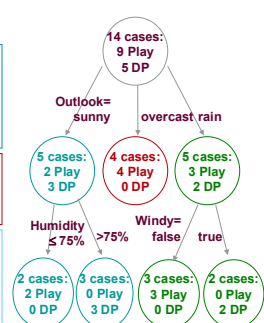 14 cases:
9 Play
5 DP
Outlook=
sunny
overcast
rain
5 cases:
2 Play
3 DP
4 cases:
4 Play
0 DP
5 cases:
3 Play
2 DP
Humidity
≤ 75%
>75%
Windy=
false
true
2 cases:
2 Play
0 DP
3 cases:
0 Play
3 DP
3 cases:
3 Play
0 DP
2 cases:
0 Play
2 DP